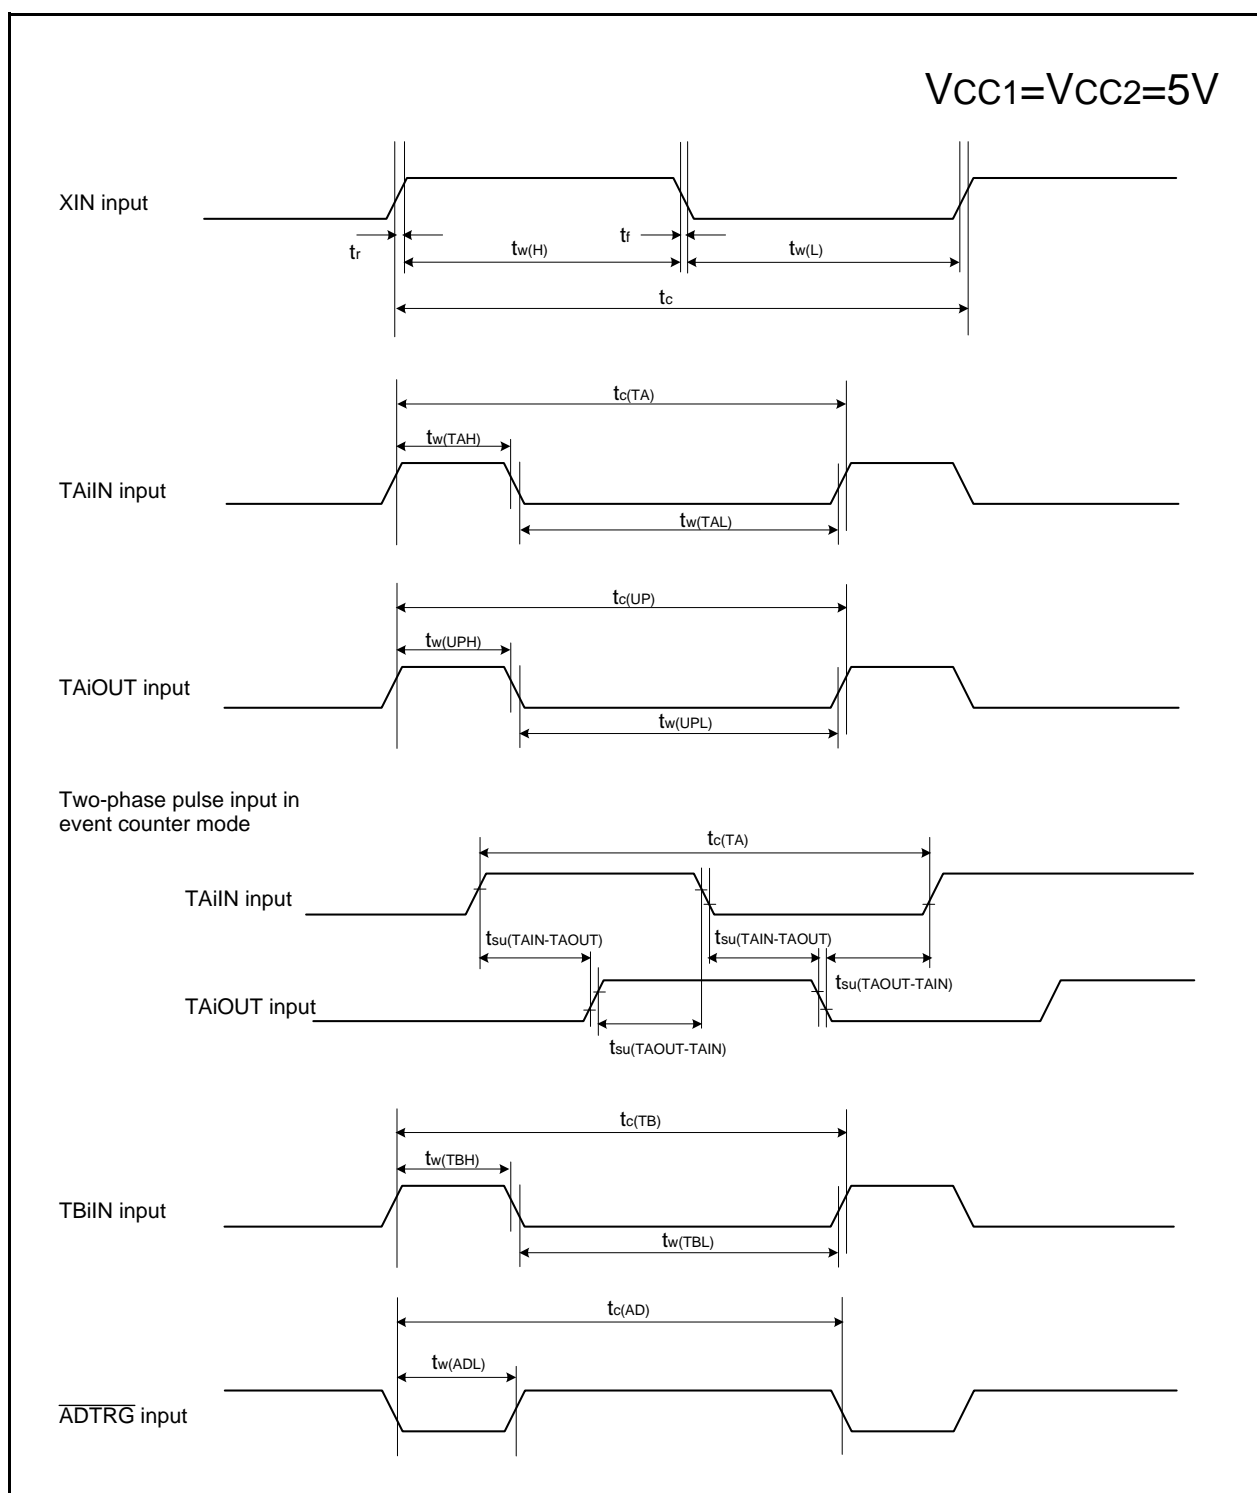 VCC1=VCC2=5V
XIN input
tr
tw(H)
tf
tw(L)
tc
tc(TA)
tw(TAH)
TAiIN input
tw(TAL)
tc(UP)
tw(UPH)
TAiOUT input
tw(UPL)
Two-phase pulse input in
event counter mode
tc(TA)
TAiIN input
tsu(TAIN-TAOUT)
tsu(TAIN-TAOUT)
tsu(TAOUT-TAIN)
TAiOUT input
tsu(TAOUT-TAIN)
tc(TB)
tw(TBH)
TBiIN input
tw(TBL)
tc(AD)
tw(ADL)
ADTRG input